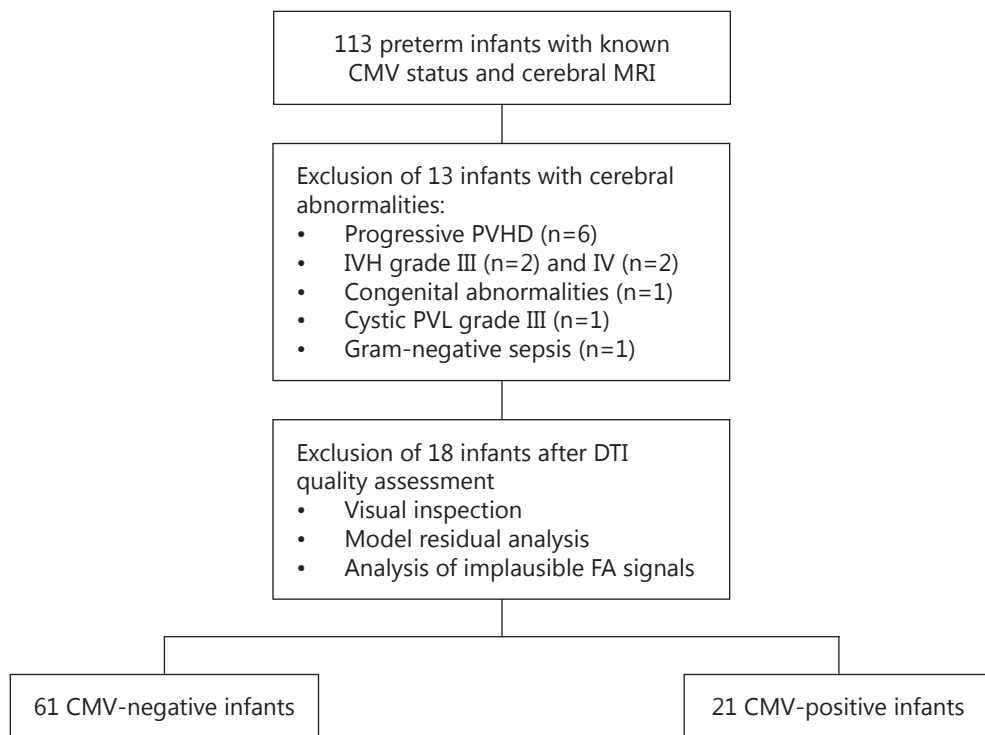 113 preterm infants with known
CMV status and cerebral MRI
Exclusion of 13 infants with cerebral
abnormalities:
• Progressive PVHD (n=6)
• IVH grade III (n=2) and IV (n=2)
• Congenital abnormalities (n=1)
• Cystic PVL grade III (n=1)
• Gram-negative sepsis (n=1)
Exclusion of 18 infants after DTI
quality assessment
• Visual inspection
• Model residual analysis
• Analysis of implausible FA signals
61 CMV-negative infants
21 CMV-positive infants